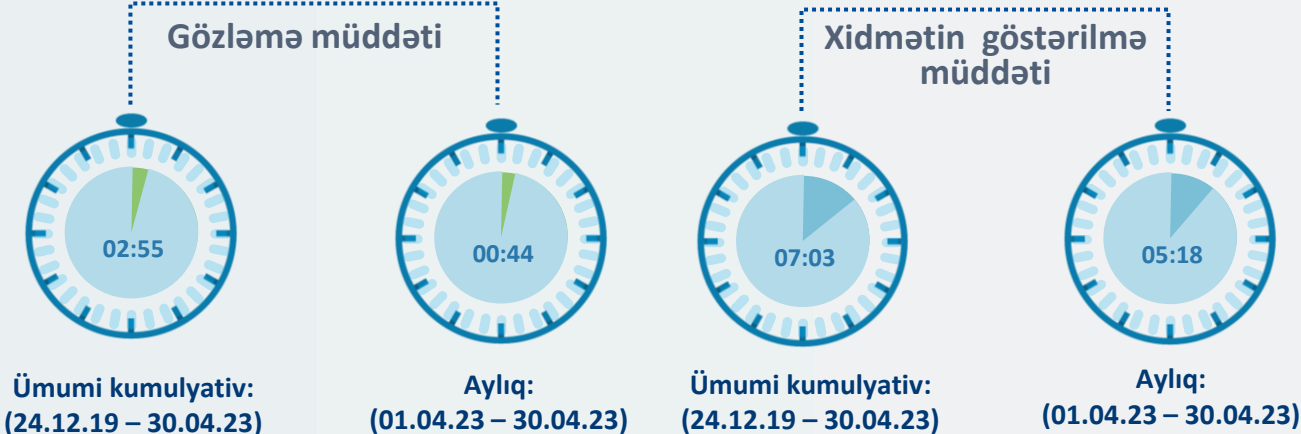 Gözləmə müddəti
02:55
00:44
Ümumi kumulyativ:
(24.12.19 – 30.04.23)
Aylıq:
(01.04.23 – 30.04.23)
Xidmətin göstərilmə
müddəti
07:03
05:18
Ümumi kumulyativ:
(24.12.19 – 30.04.23)
Aylıq:
(01.04.23 – 30.04.23)